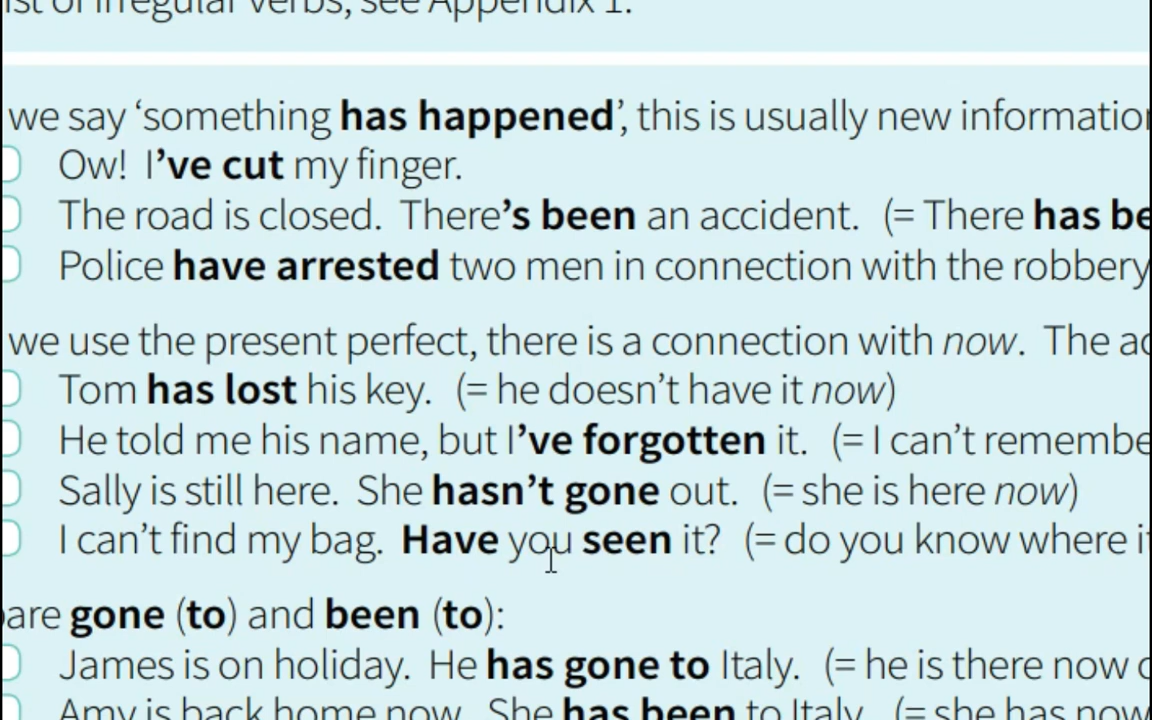 ist of irregular verbs, see Appendix 1.
we say ‘something has happened’, this is usually new information
Ow! I’ve cut my finger.
The road is closed. There’s been an accident. (= There has be
Police have arrested two men in connection with the robbery
we use the present perfect, there is a connection with now. The ac
Tom has lost his key. (= he doesn’t have it now)
He told me his name, but I’ve forgotten it. (= I can’t remembe
Sally is still here. She hasn’t gone out. (= she is here now)
I can’t find my bag. Have you seen it? (= do you know where it
are gone (to) and been (to):
James is on holiday. He has gone to Italy. (= he is there now o
Amy is back home now. She has been to Italy. (= she has now